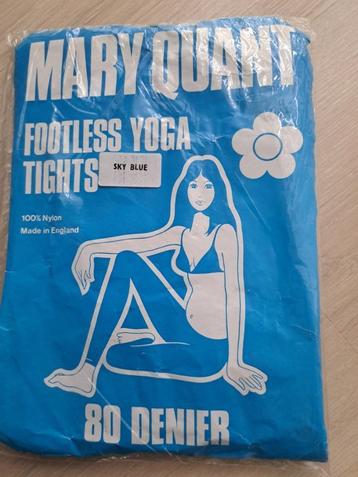 MARY QUANT
FOOTLESS YOGA
TIGHTS
SKY BLUE
100% Nylon
Made in England
80 DENIER